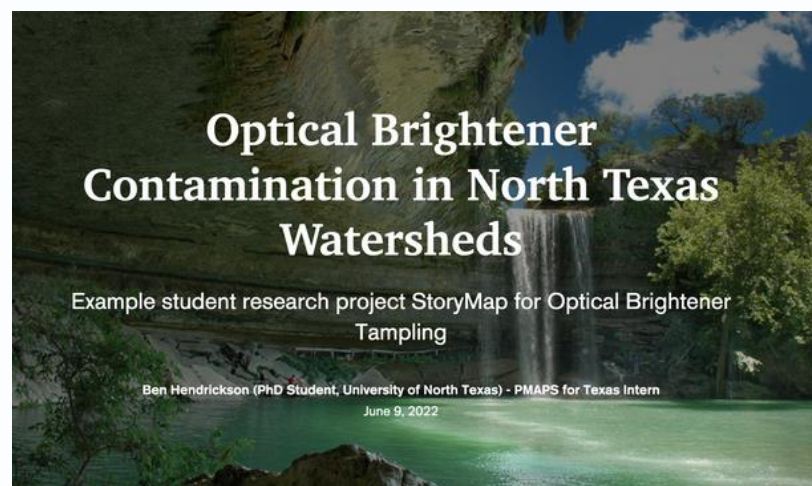 Optical Brightener
Contamination in North Texas
Watersheds
Example student research project StoryMap for Optical Brightener
Tampling
Ben Hendrickson (PhD Student, University of North Texas) - PMAPS for Texas Intern
June 9, 2022